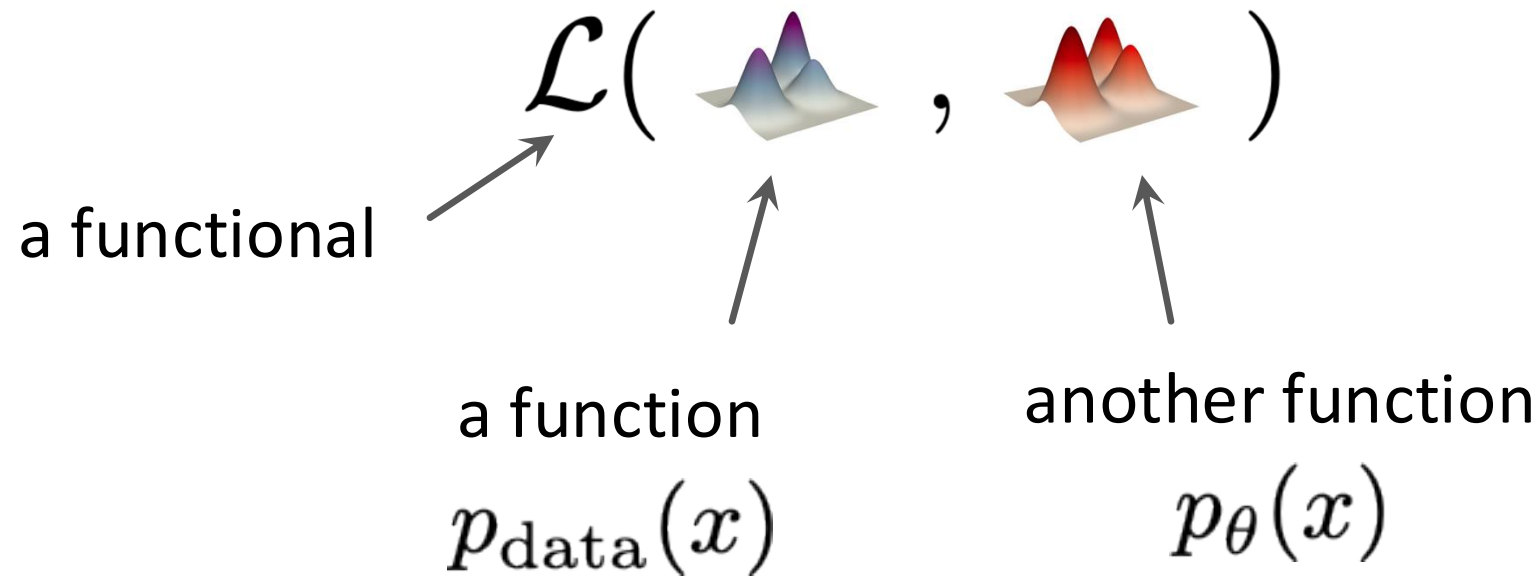 ℒ( , )
a functional
a function
another function
p_data(x)
p_θ(x)